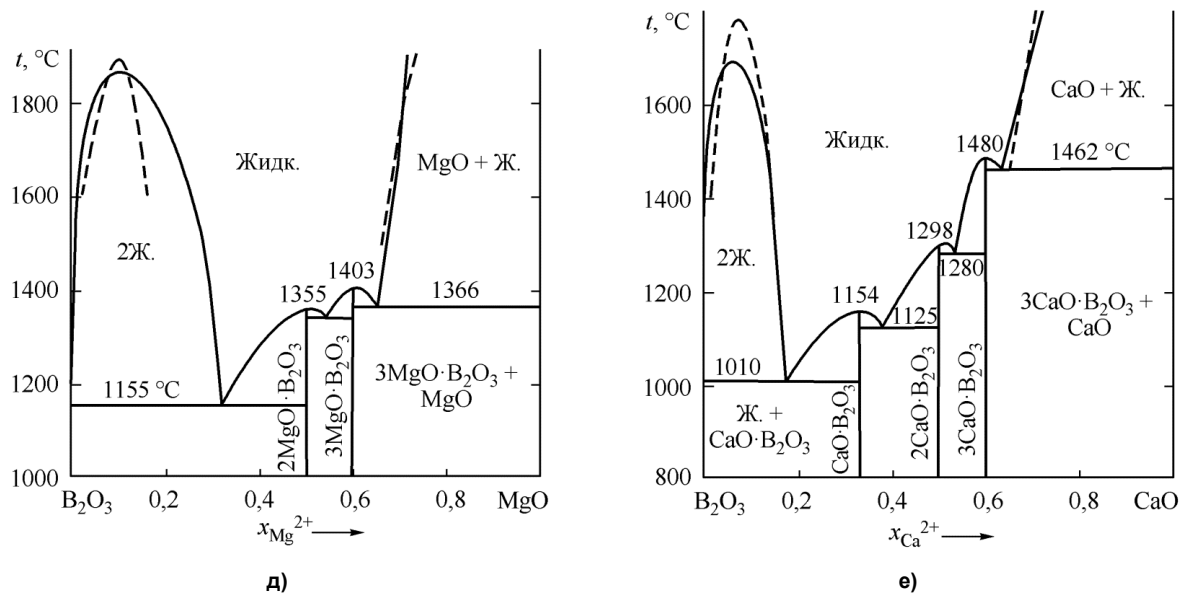 t, °C
1800
1600
1400
1200
1000
Жидк.
MgO + Ж.
2Ж.
1403
1355
1366
1155 °C
2MgO·B₂O₃
3MgO·B₂O₃
3MgO·B₂O₃ +
MgO
B₂O₃ 0,2 0,4 0,6 0,8 MgO
x Mg²⁺
д)
t, °C
1600
1400
1200
1000
800
CaO + Ж.
Жидк.
1480
1462 °C
2Ж.
1298
1280
1154
1125
1010
3CaO·B₂O₃ +
CaO
Ж. +
CaO·B₂O₃
CaO·B₂O₃
2CaO·B₂O₃
3CaO·B₂O₃
B₂O₃ 0,2 0,4 0,6 0,8 CaO
x Ca²⁺
е)